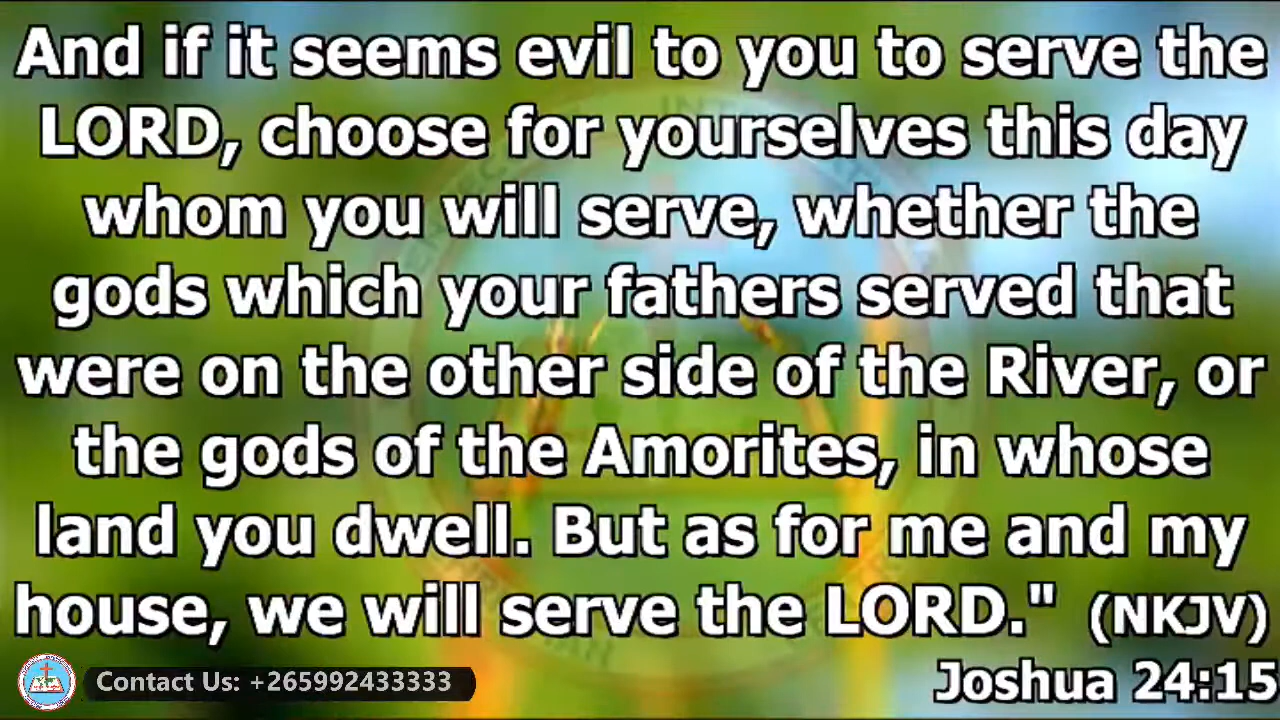 And if it seems evil to you to serve the
LORD, choose for yourselves this day
whom you will serve, whether the
gods which your fathers served that
were on the other side of the River, or
the gods of the Amorites, in whose
land you dwell. But as for me and my
house, we will serve the LORD." (NKJV)
Joshua 24:15
Contact Us: +265992433333